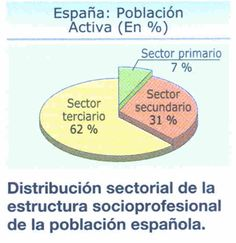 España: Población
Activa (En %)
Sector primario
7 %
Sector
secundario
31 %
Sector
terciario
62 %
Distribución sectorial de la
estructura socioprofesional
de la población española.